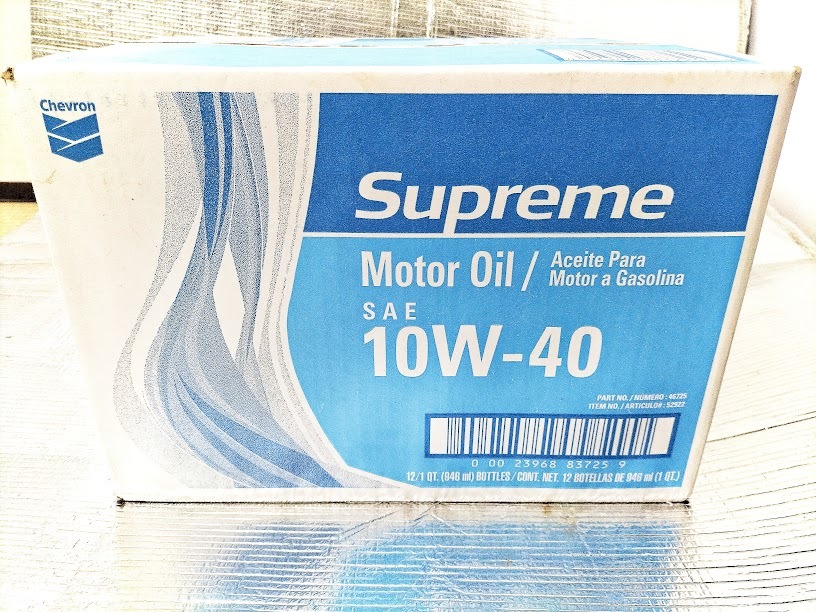 Chevron
Supreme
Motor Oil / Aceite Para
Motor a Gasolina
SAE
10W-40
PART NO. / NÚMERO : 46725
ITEM NO. / ARTICULO# : 52922
0 00 23968 83725 9
12/1 QT. (946 ml) BOTTLES / CONT. NET. 12 BOTELLAS DE 946 ml (1 QT.)